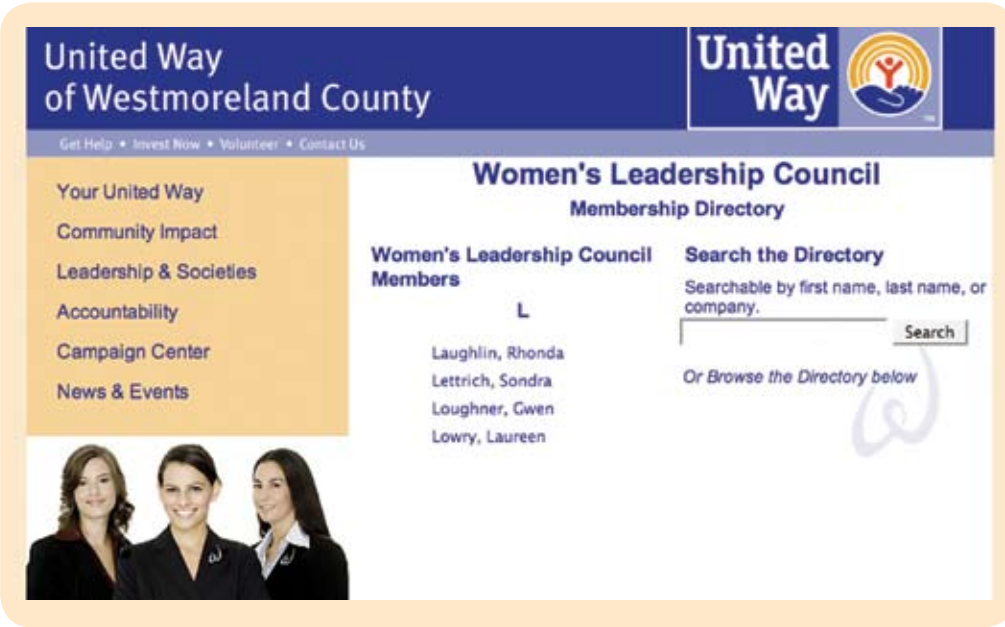 United Way
of Westmoreland County
United
Way
Get Help • Invest Now • Volunteer • Contact Us
Your United Way
Community Impact
Leadership & Societies
Accountability
Campaign Center
News & Events
Women's Leadership Council
Membership Directory
Women's Leadership Council
Members
L
Laughlin, Rhonda
Lettrich, Sondra
Loughner, Gwen
Lowry, Laureen
Search the Directory
Searchable by first name, last name, or
company.
Search
Or Browse the Directory below